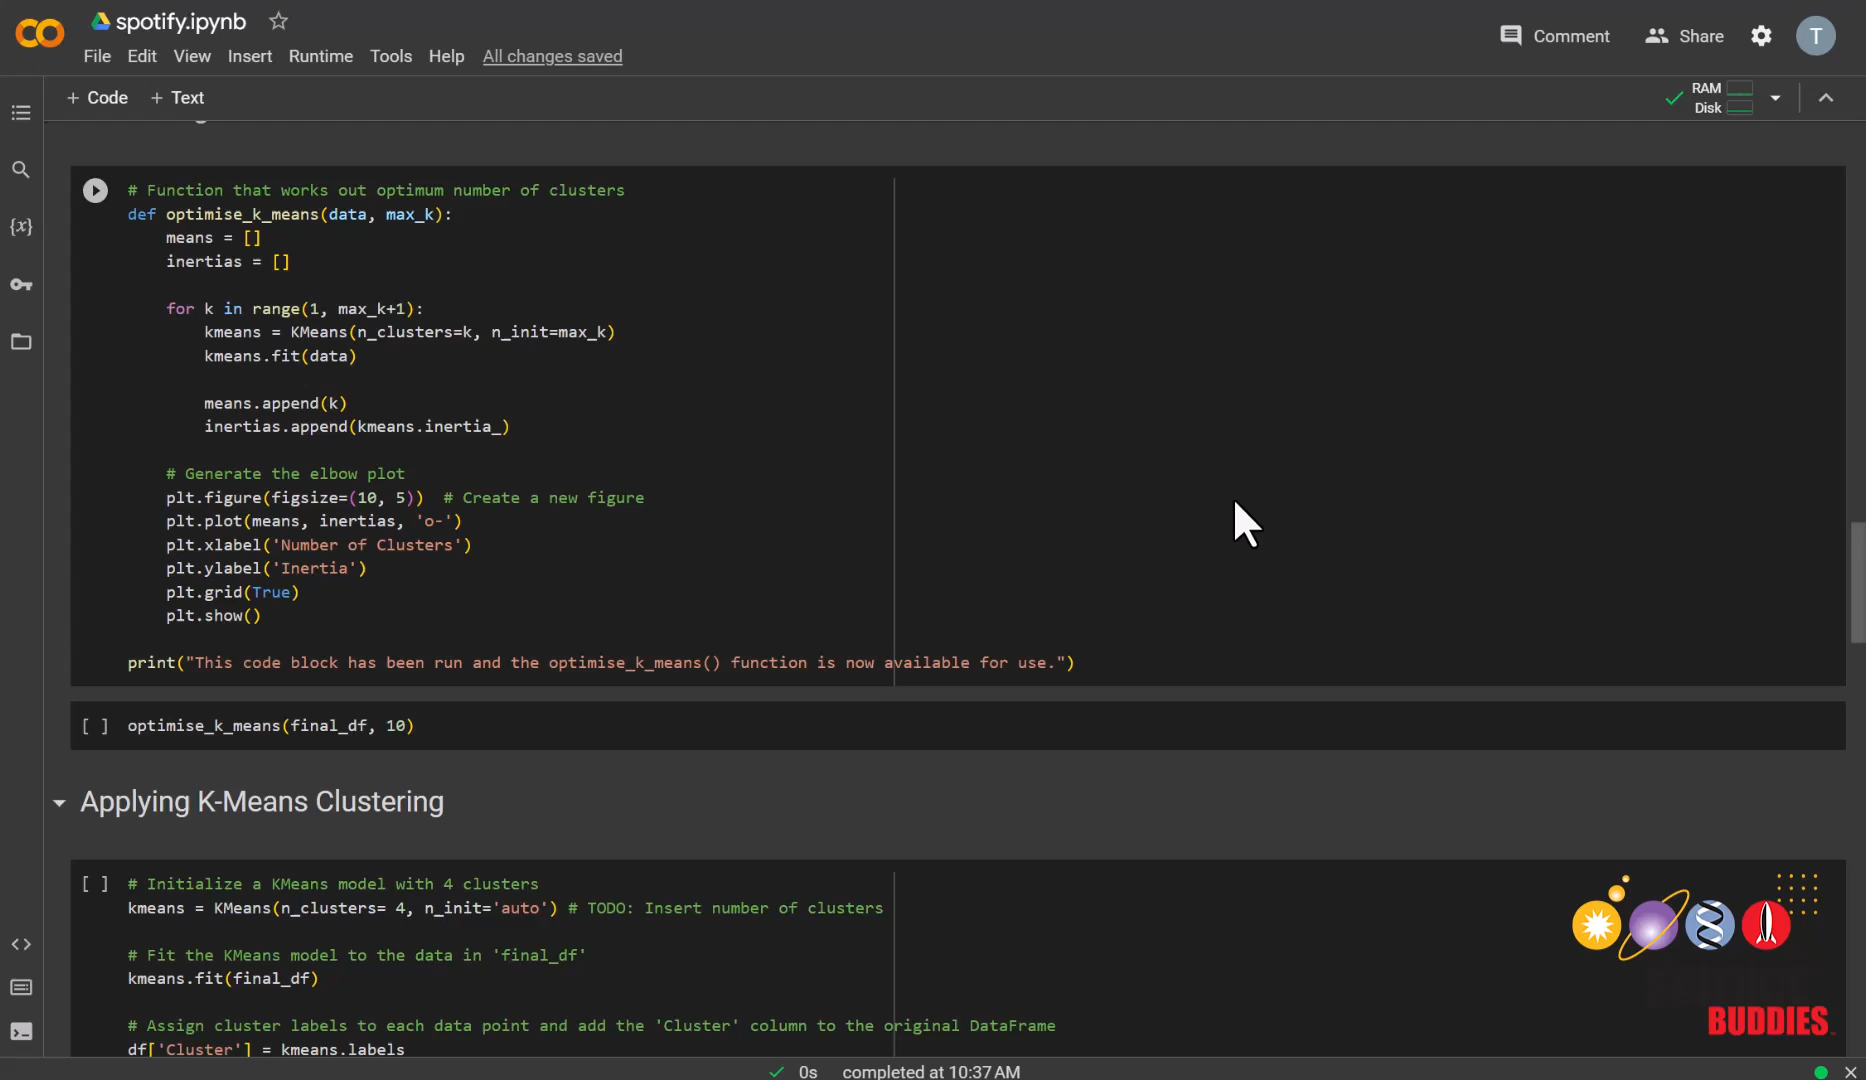 spotify.ipynb
Comment
Share
T
File Edit View Insert Runtime Tools Help All changes saved
+ Code + Text
RAM
Disk
# Function that works out optimum number of clusters
def optimise_k_means(data, max_k):
    means = []
    inertias = []
    for k in range(1, max_k+1):
        kmeans = KMeans(n_clusters=k, n_init=max_k)
        kmeans.fit(data)
        means.append(k)
        inertias.append(kmeans.inertia_)
    # Generate the elbow plot
    plt.figure(figsize=(10, 5))  # Create a new figure
    plt.plot(means, inertias, 'o-')
    plt.xlabel('Number of Clusters')
    plt.ylabel('Inertia')
    plt.grid(True)
    plt.show()
print("This code block has been run and the optimise_k_means() function is now available for use.")
[ ] optimise_k_means(final_df, 10)
Applying K-Means Clustering
[ ] # Initialize a KMeans model with 4 clusters
kmeans = KMeans(n_clusters= 4, n_init='auto') # TODO: Insert number of clusters
# Fit the KMeans model to the data in 'final_df'
kmeans.fit(final_df)
# Assign cluster labels to each data point and add the 'Cluster' column to the original DataFrame
df['Cluster'] = kmeans.labels
BUDDIES
0s completed at 10:37 AM